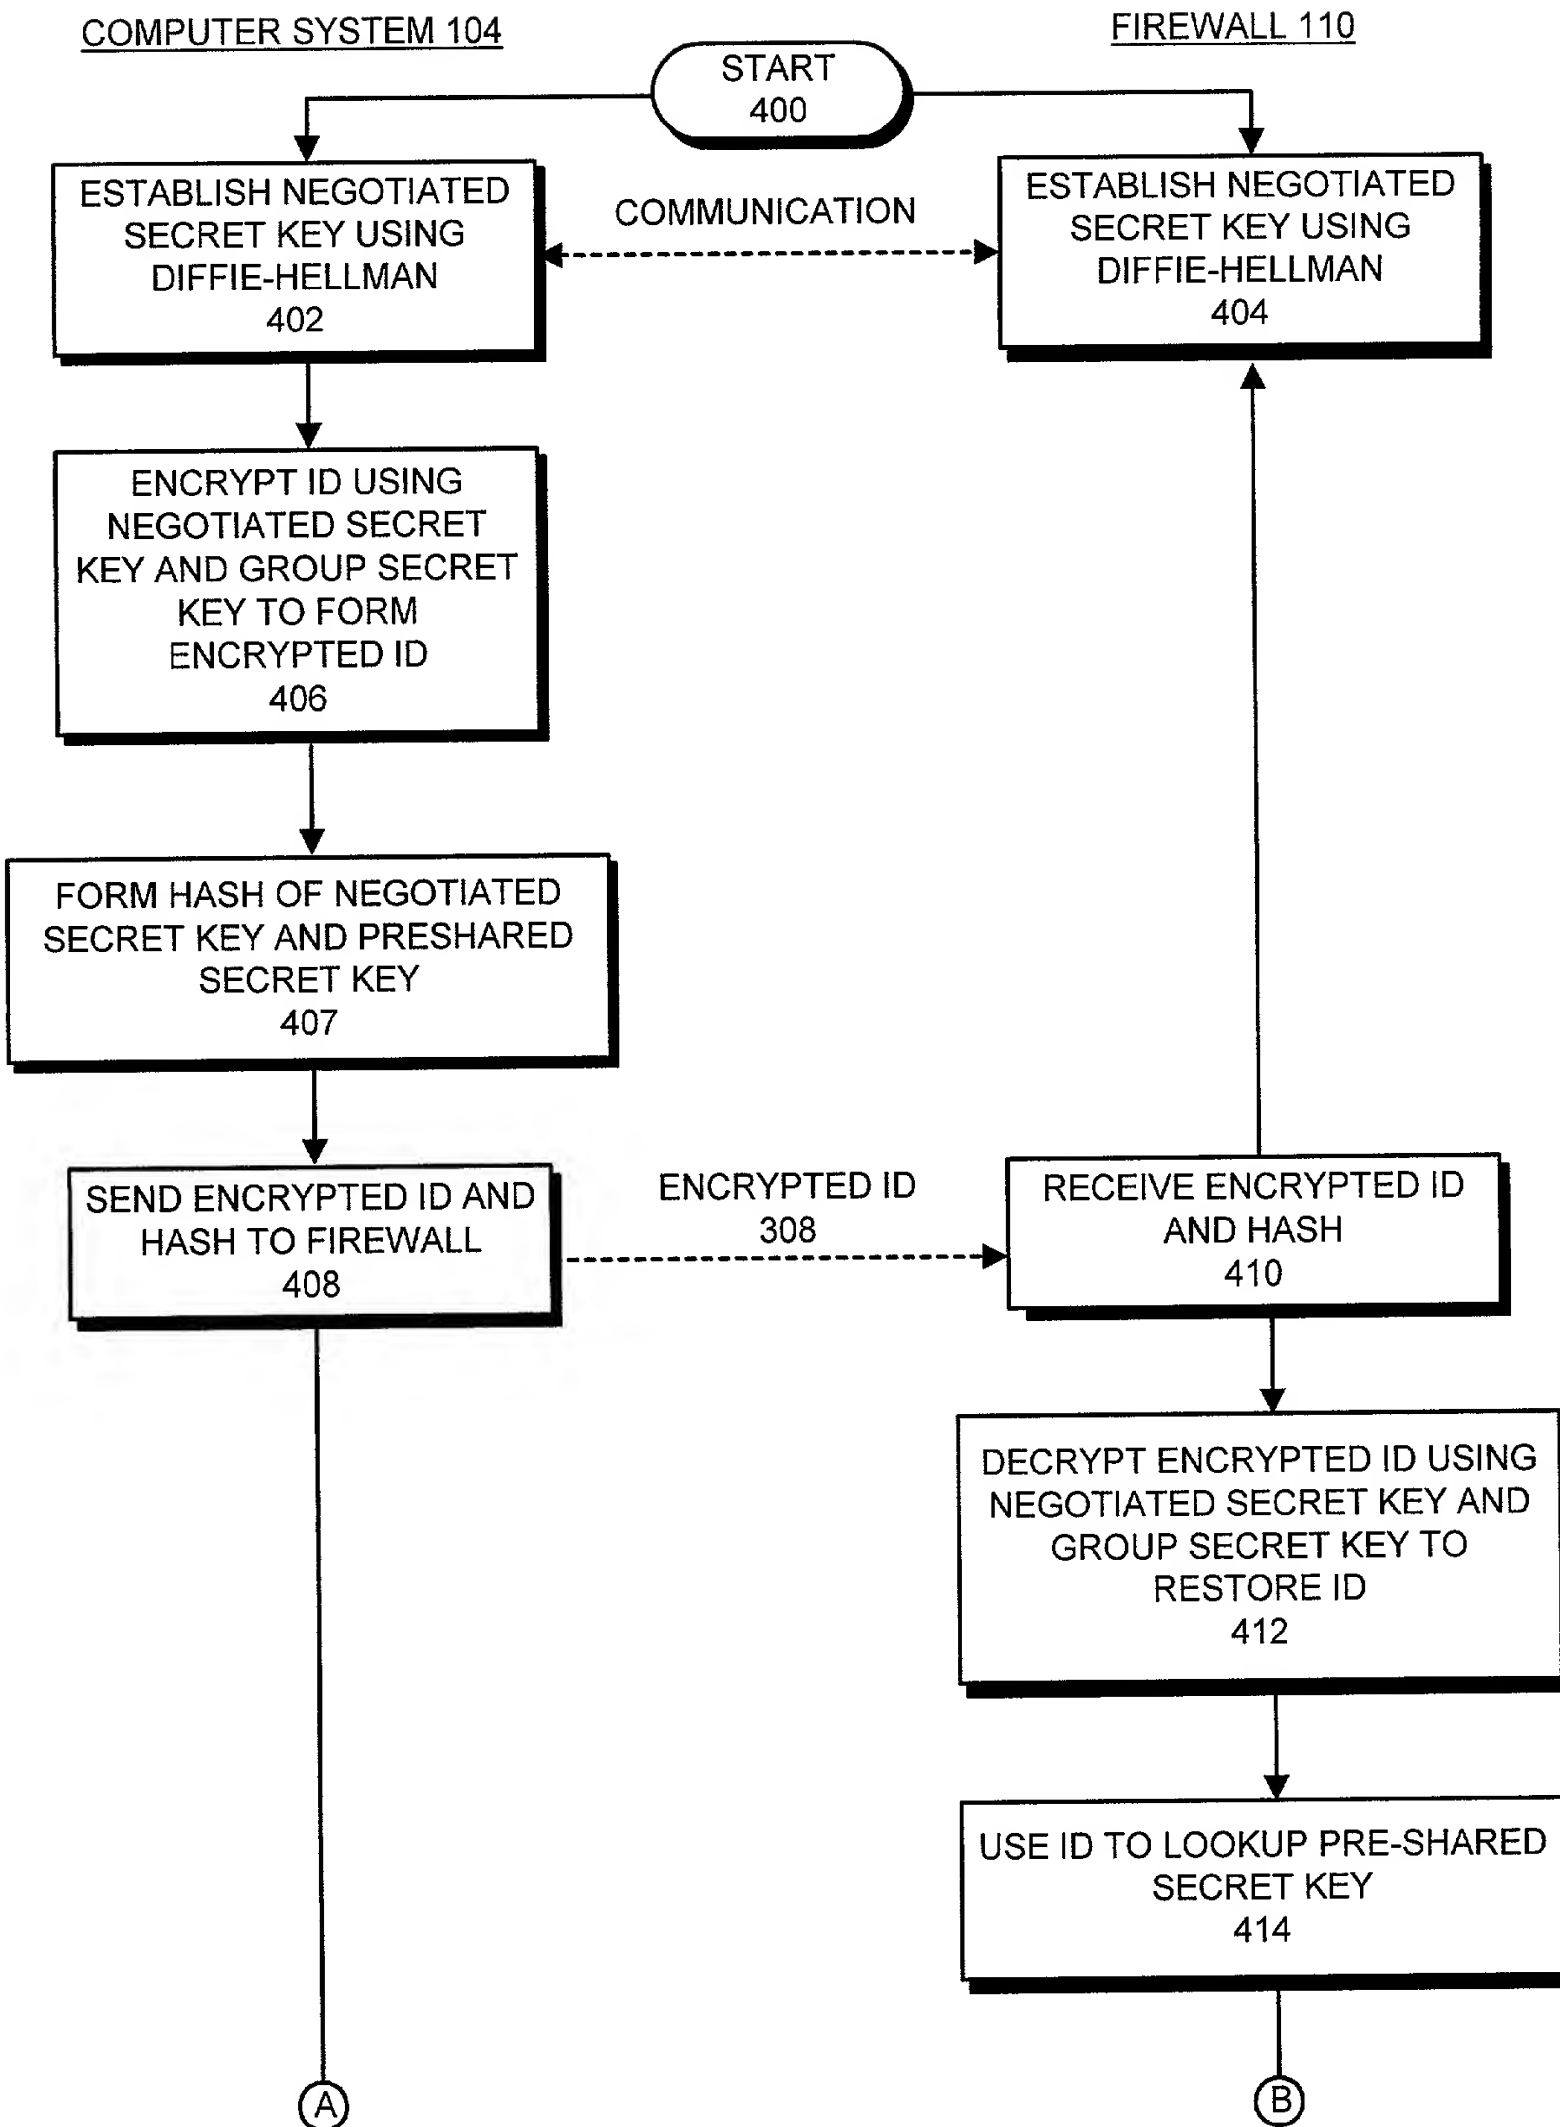 COMPUTER SYSTEM 104
FIREWALL 110
START
400
ESTABLISH NEGOTIATED
SECRET KEY USING
DIFFIE-HELLMAN
402
COMMUNICATION
ESTABLISH NEGOTIATED
SECRET KEY USING
DIFFIE-HELLMAN
404
ENCRYPT ID USING
NEGOTIATED SECRET
KEY AND GROUP SECRET
KEY TO FORM
ENCRYPTED ID
406
FORM HASH OF NEGOTIATED
SECRET KEY AND PRESHARED
SECRET KEY
407
SEND ENCRYPTED ID AND
HASH TO FIREWALL
408
ENCRYPTED ID
308
RECEIVE ENCRYPTED ID
AND HASH
410
DECRYPT ENCRYPTED ID USING
NEGOTIATED SECRET KEY AND
GROUP SECRET KEY TO
RESTORE ID
412
USE ID TO LOOKUP PRE-SHARED
SECRET KEY
414
A
B